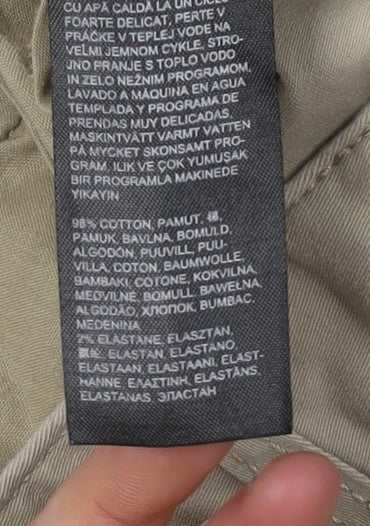 CU APĂ CALDĂ LA UN CICLU
FOARTE DELICAT, PERTE V
PRÁČKE V TEPLEJ VODE NA
VEĽMI JEMNOM CYKLE, STRO-
JNO PRANJE S TOPLO VODO
IN ZELO NEŽNIM PROGRAMOM,
LAVADO A MÁQUINA EN AGUA
TEMPLADA Y PROGRAMA DE
PRENDAS MUY DELICADAS,
MASKINTVÄTT VARMT VATTEN
PÅ MYCKET SKONSAMT PRO-
GRAM, ILIK VE ÇOK YUMUŞAK
BIR PROGRAMLA MAKINEDE
YIKAYIN
98% COTTON, PAMUT, 棉,
PAMUK, BAVLNA, BOMULD,
ALGODÓN, PUUVILL, PUU-
VILLA, COTON, BAUMWOLLE,
BAMBAKI, COTONE, KOKVILNA,
MEDVILNĖ, BOMULL, BAWEŁNA,
ALGODÃO, ХЛОПОК, BUMBAC,
MEDENINA
2% ELASTANE, ELASZTÁN,
ELASTAN, ELASTANO,
ELASTAAN, ELASTAANI, ELAST-
HANNE, ΕΛΑΣΤΙΝΗ, ELASTĀNS,
ELASTANAS, ЭЛАСТАН